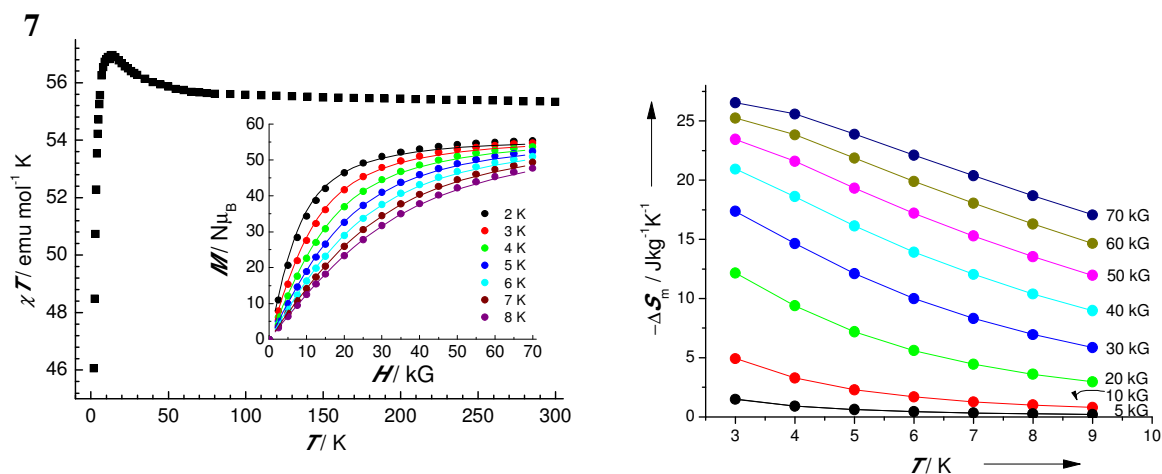 7
χT/ emu mol⁻¹ K
56
54
52
50
48
46
0 50 100 150 200 250 300
T/ K
M/ Nμ_B
60
50
40
30
20
10
0
0 10 20 30 40 50 60 70
H/ kG
2 K
3 K
4 K
5 K
6 K
7 K
8 K
−ΔS_m / Jkg⁻¹K⁻¹
25
20
15
10
5
0
3 4 5 6 7 8 9 10
T/ K
70 kG
60 kG
50 kG
40 kG
30 kG
20 kG
10 kG
5 kG